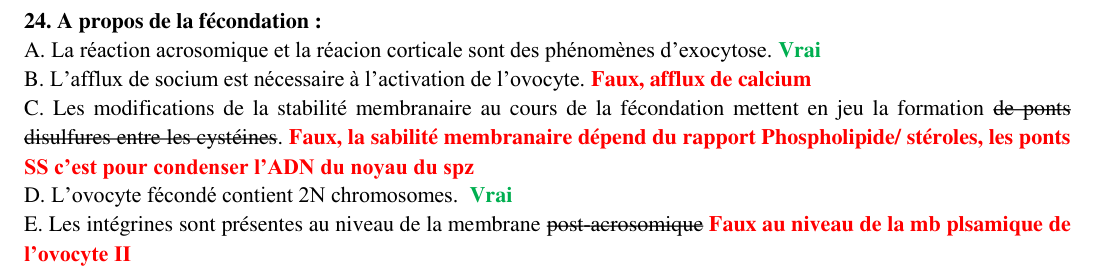 24. A propos de la fécondation :
A. La réaction acrosomique et la réacion corticale sont des phénomènes d’exocytose. Vrai
B. L’afflux de socium est nécessaire à l’activation de l’ovocyte. Faux, afflux de calcium
C. Les modifications de la stabilité membranaire au cours de la fécondation mettent en jeu la formation de ponts
disulfures entre les cystéines. Faux, la sabilité membranaire dépend du rapport Phospholipide/ stéroles, les ponts
SS c’est pour condenser l’ADN du noyau du spz
D. L’ovocyte fécondé contient 2N chromosomes. Vrai
E. Les intégrines sont présentes au niveau de la membrane post-acrosomique Faux au niveau de la mb plsamique de
l’ovocyte II